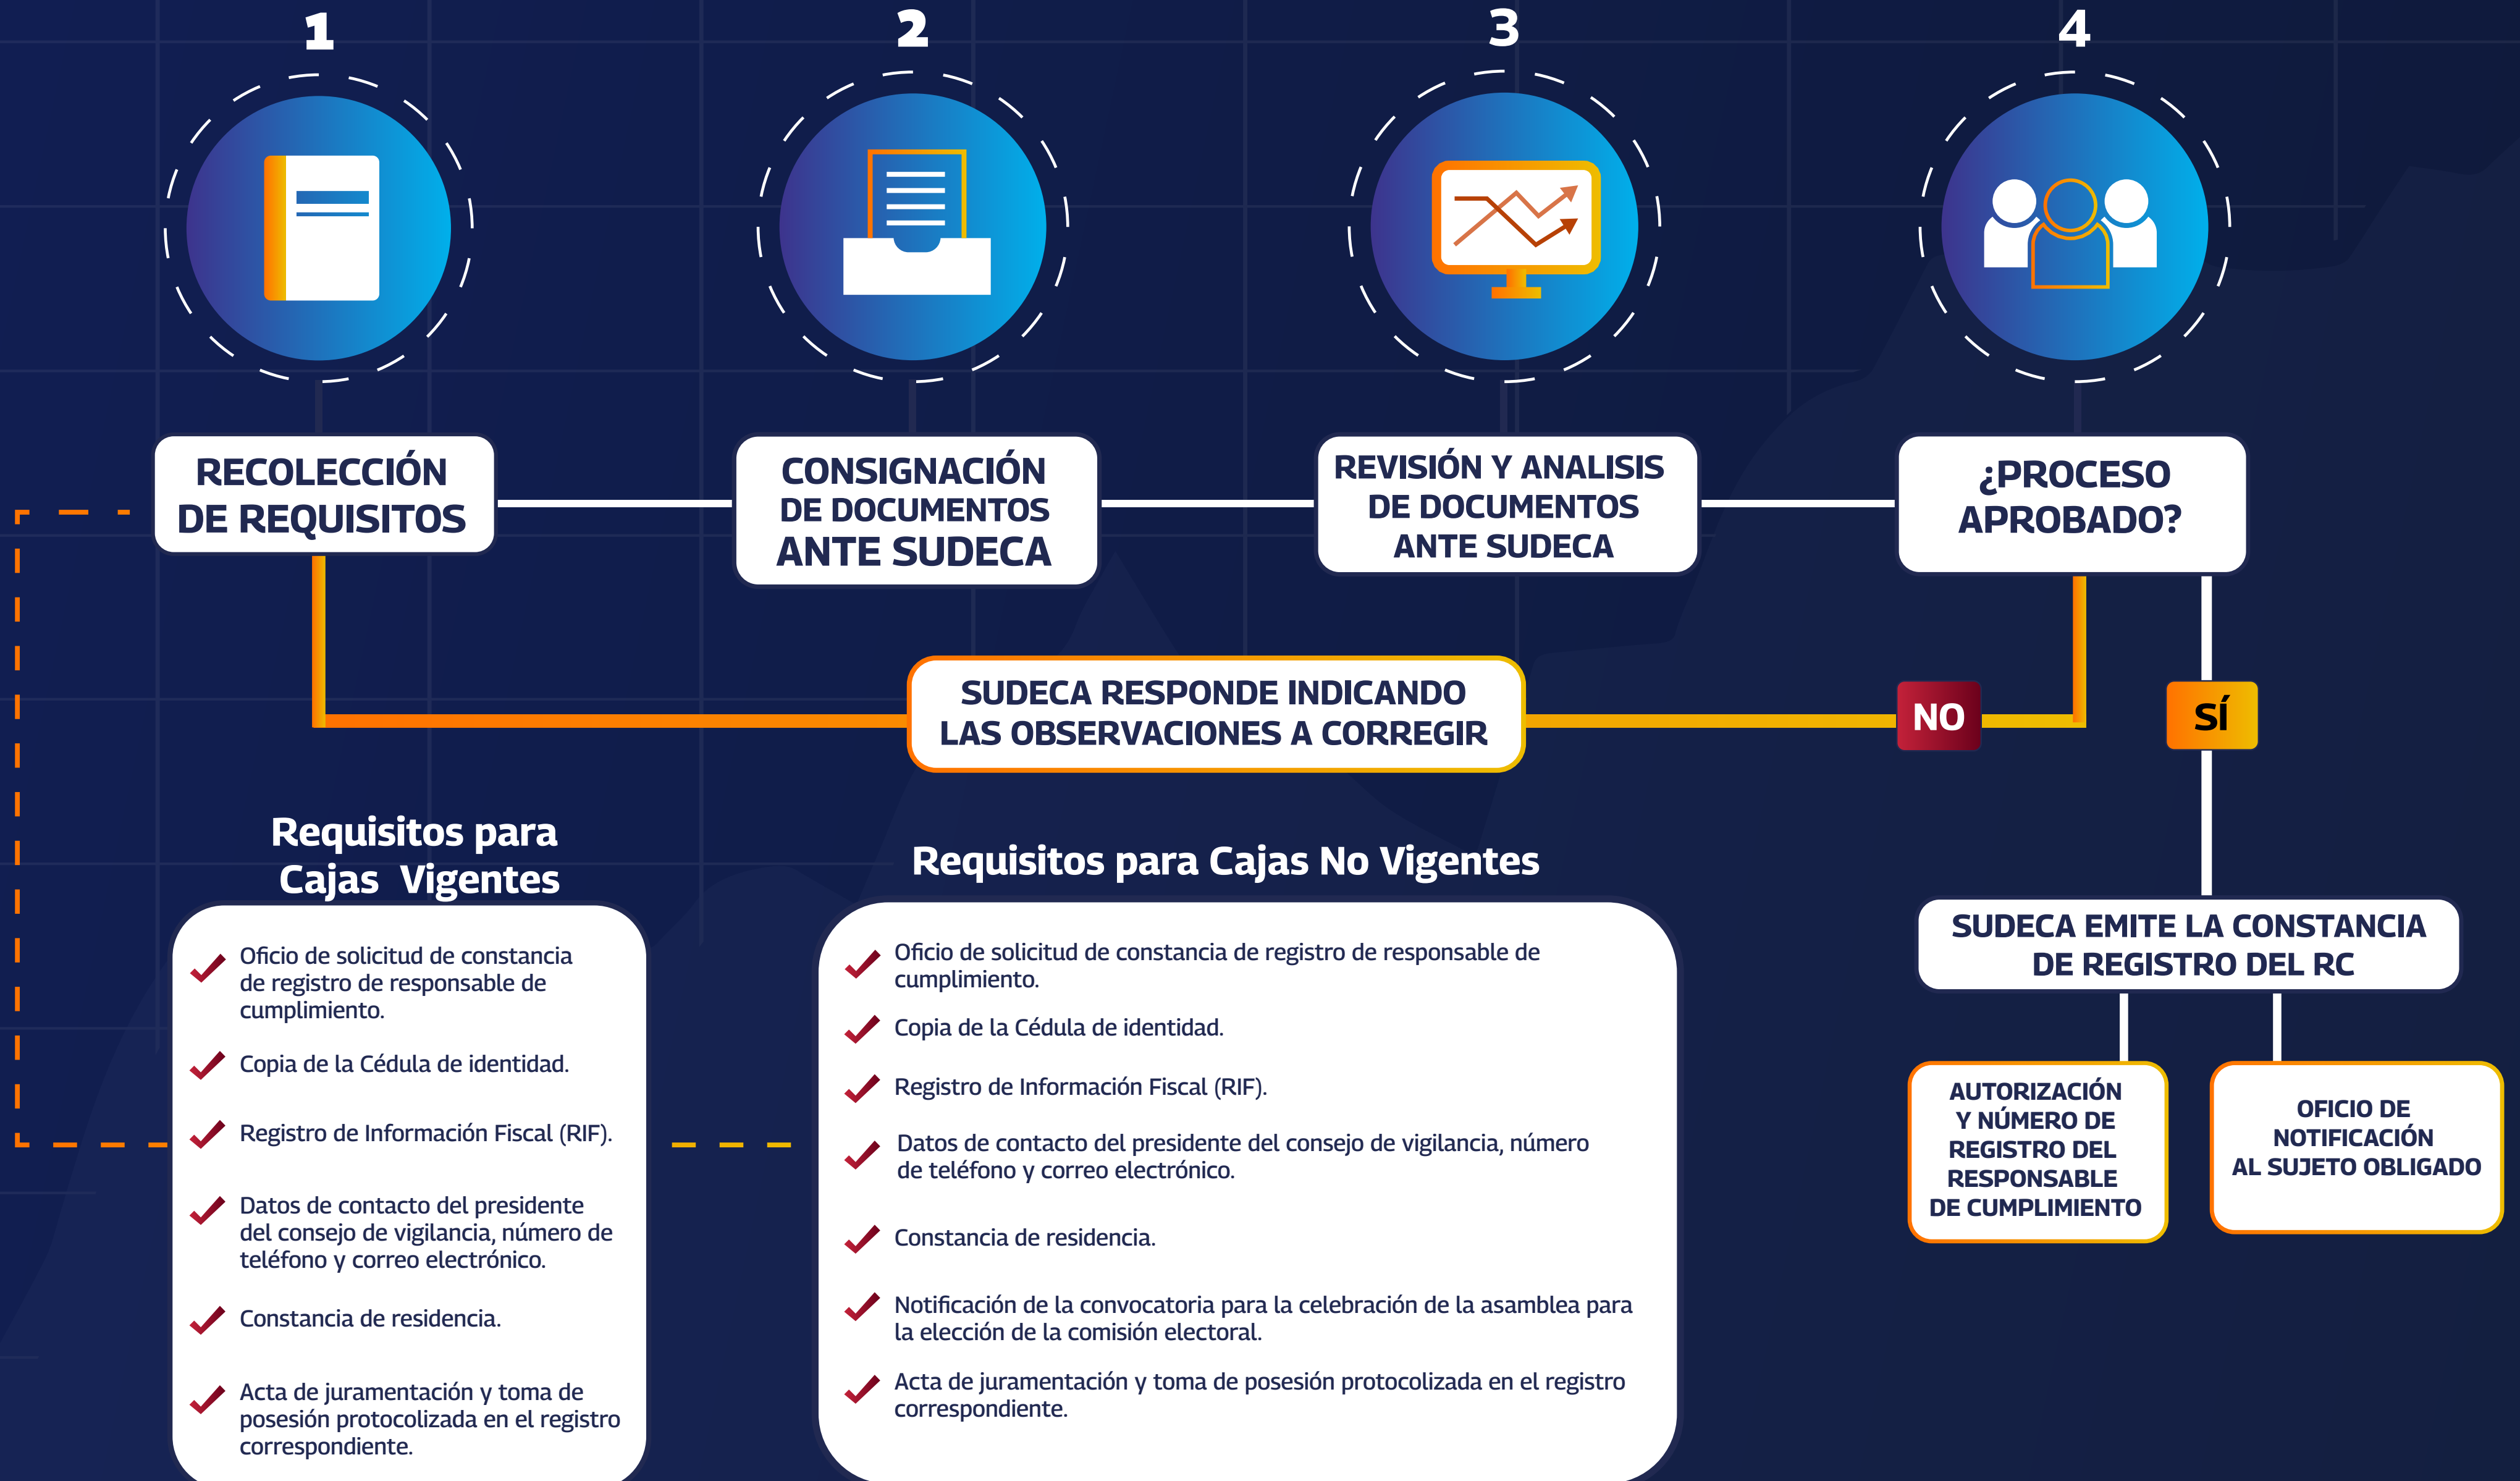 1
2
3
4
RECOLECCIÓN
DE REQUISITOS
CONSIGNACIÓN
DE DOCUMENTOS
ANTE SUDECA
REVISIÓN Y ANALISIS
DE DOCUMENTOS
ANTE SUDECA
¿PROCESO
APROBADO?
SUDECA RESPONDE INDICANDO
LAS OBSERVACIONES A CORREGIR
NO
SÍ
Requisitos para
Cajas Vigentes
Oficio de solicitud de constancia
de registro de responsable de
cumplimiento.
Copia de la Cédula de identidad.
Registro de Información Fiscal (RIF).
Datos de contacto del presidente
del consejo de vigilancia, número de
teléfono y correo electrónico.
Constancia de residencia.
Acta de juramentación y toma de
posesión protocolizada en el registro
correspondiente.
Requisitos para Cajas No Vigentes
Oficio de solicitud de constancia de registro de responsable de
cumplimiento.
Copia de la Cédula de identidad.
Registro de Información Fiscal (RIF).
Datos de contacto del presidente del consejo de vigilancia, número
de teléfono y correo electrónico.
Constancia de residencia.
Notificación de la convocatoria para la celebración de la asamblea para
la elección de la comisión electoral.
Acta de juramentación y toma de posesión protocolizada en el registro
correspondiente.
SUDECA EMITE LA CONSTANCIA
DE REGISTRO DEL RC
AUTORIZACIÓN
Y NÚMERO DE
REGISTRO DEL
RESPONSABLE
DE CUMPLIMIENTO
OFICIO DE
NOTIFICACIÓN
AL SUJETO OBLIGADO